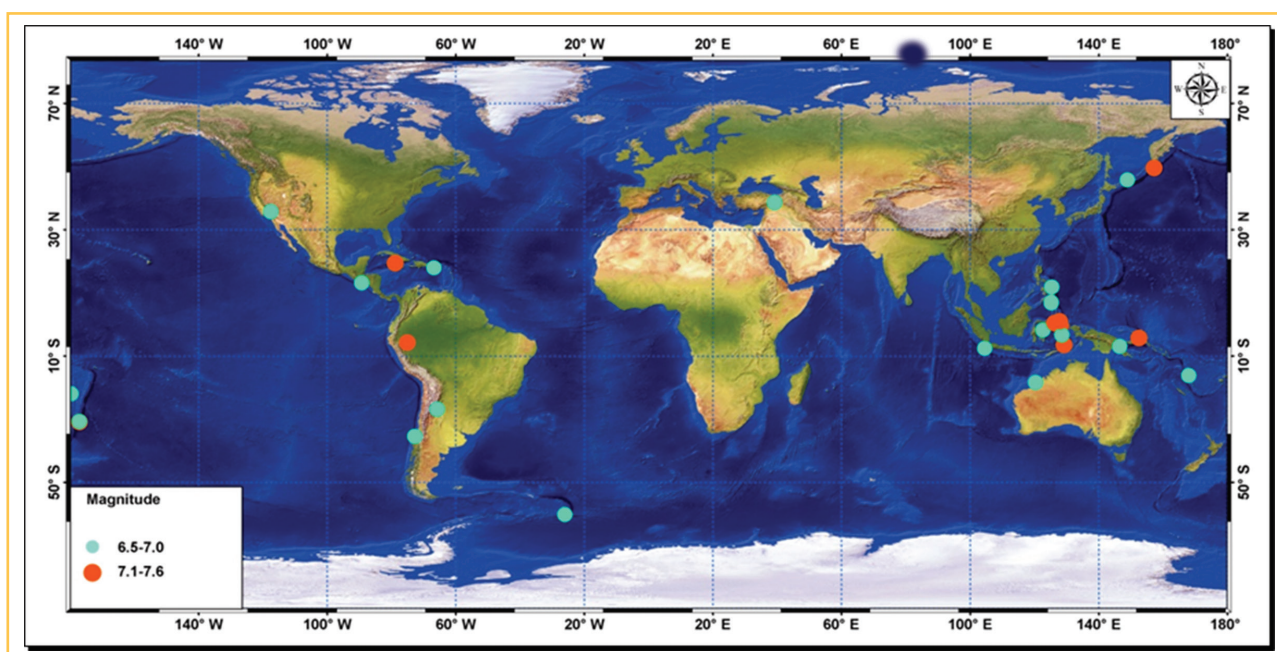 140° W 100° W 60° W 20° W 20° E 60° E 100° E 140° E 180°
N
W E
S
70° N 70° N
30° N 30° N
10° S 10° S
50° S 50° S
Magnitude
6.5-7.0
7.1-7.6
140° W 100° W 60° W 20° W 20° E 60° E 100° E 140° E 180°